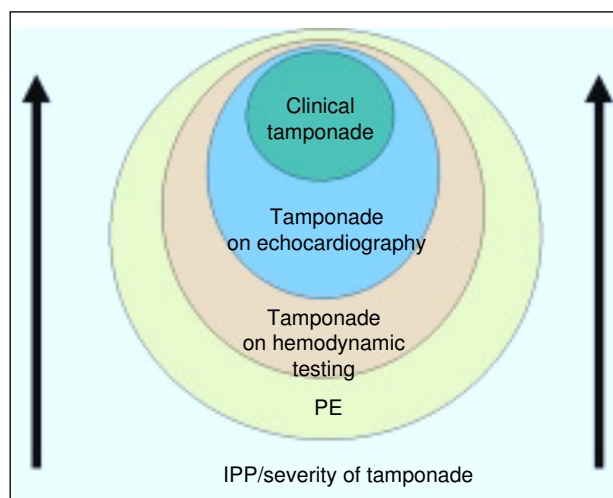 Clinical
tamponade
Tamponade
on echocardiography
Tamponade
on hemodynamic
testing
PE
IPP/severity of tamponade